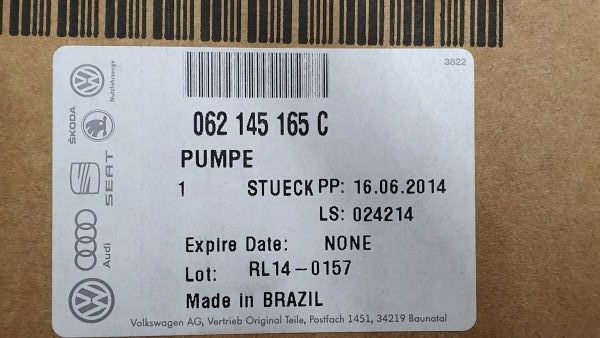 3822
Nutzfahrzeuge
ŠKODA
SEAT
Audi
062 145 165 C
PUMPE
1 STUECK PP: 16.06.2014
LS: 024214
Expire Date: NONE
Lot: RL14-0157
Made in BRAZIL
Volkswagen AG, Vertrieb Original Teile, Postfach 1451, 34219 Baunatal